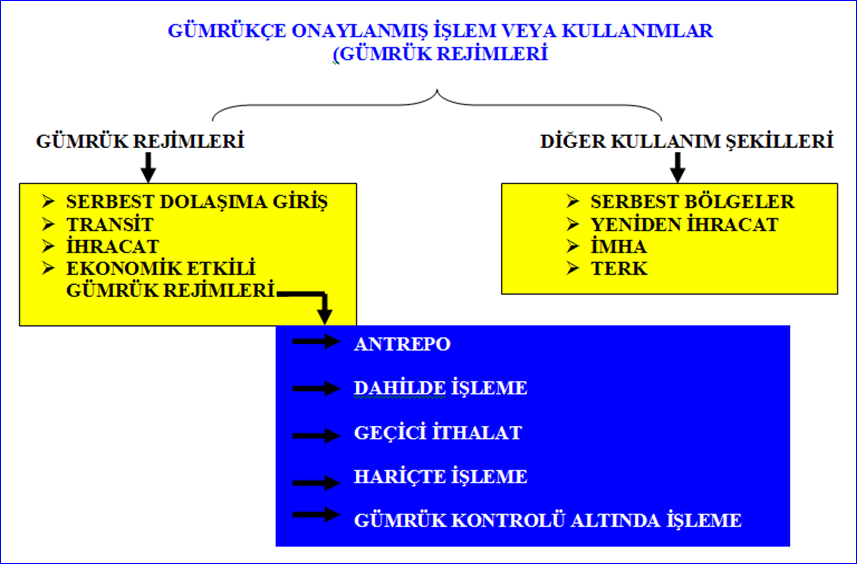 GÜMRÜKÇE ONAYLANMIŞ İŞLEM VEYA KULLANIMLAR
(GÜMRÜK REJİMLERİ
GÜMRÜK REJİMLERİ
DİĞER KULLANIM ŞEKİLLERİ
SERBEST DOLAŞIMA GİRİŞ
TRANSİT
İHRACAT
EKONOMİK ETKİLİ
GÜMRÜK REJİMLERİ
SERBEST BÖLGELER
YENİDEN İHRACAT
İMHA
TERK
ANTREPO
DAHİLDE İŞLEME
GEÇİCİ İTHALAT
HARİÇTE İŞLEME
GÜMRÜK KONTROLÜ ALTINDA İŞLEME